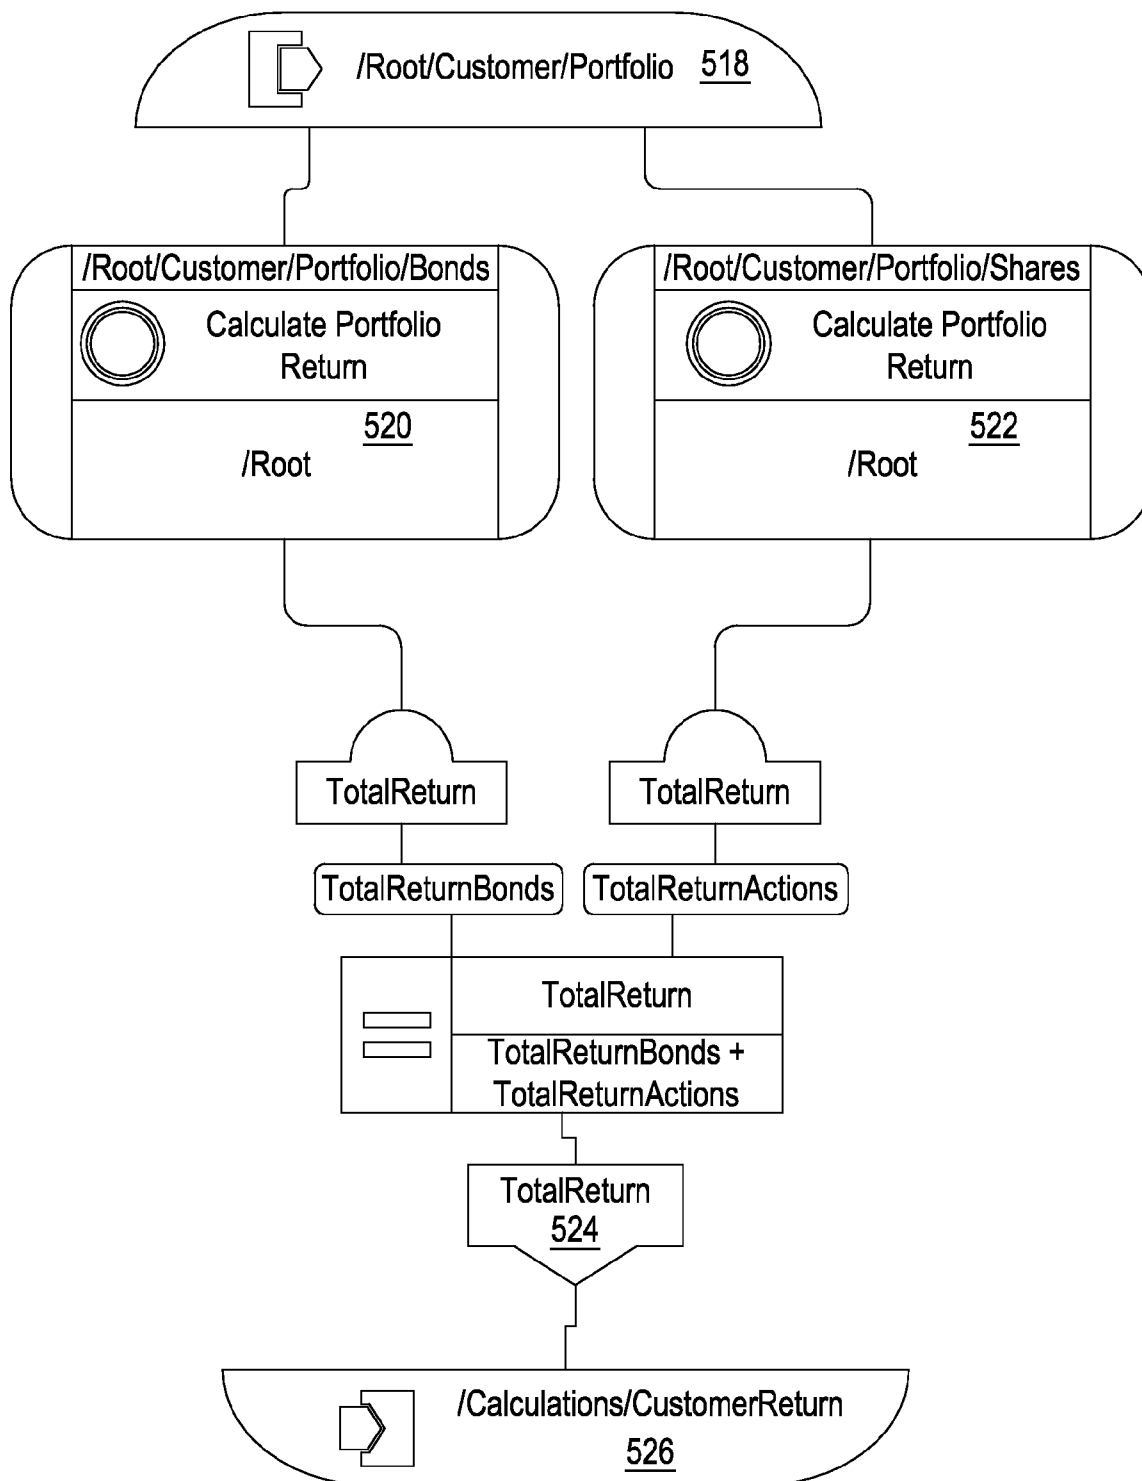 /Root/Customer/Portfolio 518
/Root/Customer/Portfolio/Bonds
Calculate Portfolio
Return
520
/Root
/Root/Customer/Portfolio/Shares
Calculate Portfolio
Return
522
/Root
TotalReturn
TotalReturn
TotalReturnBonds
TotalReturnActions
TotalReturn
TotalReturnBonds +
TotalReturnActions
TotalReturn
524
/Calculations/CustomerReturn
526